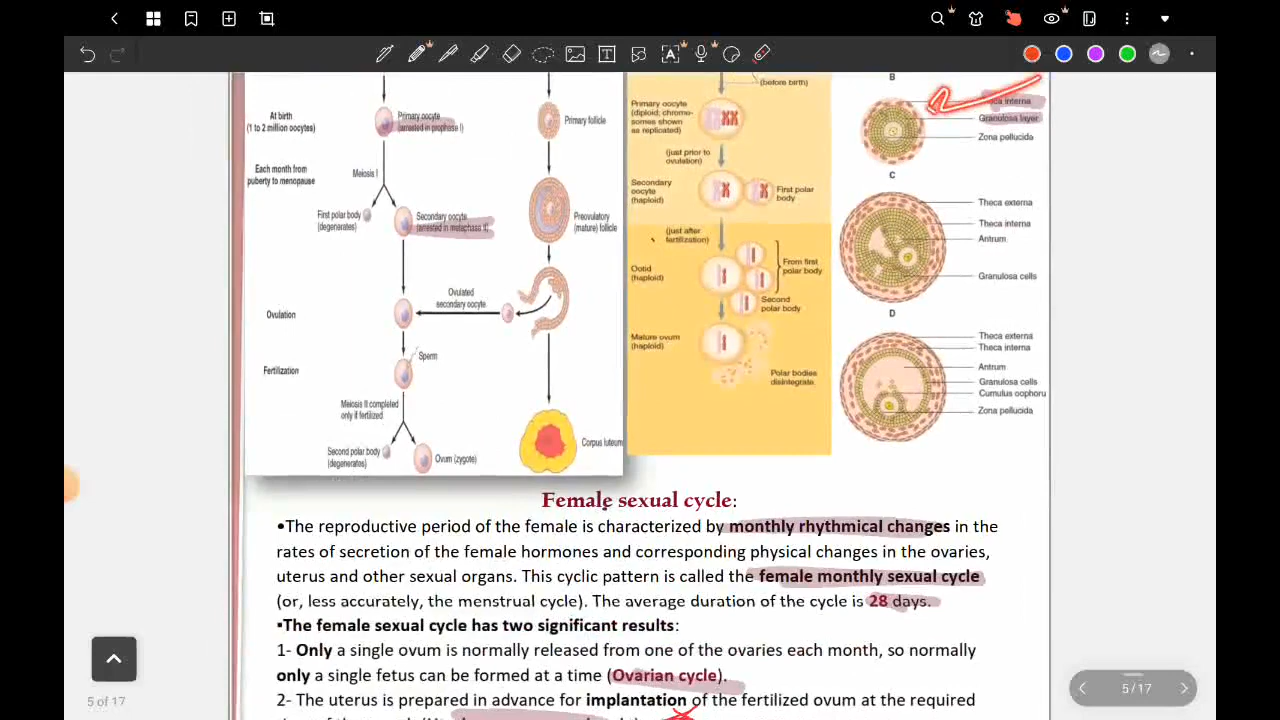 (before birth)
B
At birth
(1 to 2 million oocytes)
Primary oocyte
(arrested in prophase I)
Primary follicle
Primary oocyte
(diploid; chromo-
somes shown
as replicated)
interna
Granulosa layer
Zona pellucida
(just prior to
ovulation)
C
Each month from
puberty to menopause
Meiosis I
First polar body
(degenerates)
Secondary oocyte
(arrested in metaphase II)
Preovulatory
(mature) follicle
Secondary
oocyte
(haploid)
First polar
body
(just after
fertilization)
Theca externa
Theca interna
Antrum
Granulosa cells
Ootid
(haploid)
From first
polar body
Second
polar body
Ovulation
Ovulated
secondary oocyte
D
Mature ovum
(haploid)
Theca externa
Theca interna
Antrum
Granulosa cells
Cumulus oophoru
Zona pellucida
Fertilization
Sperm
Polar bodies
disintegrate
Meiosis II completed
only if fertilized
Second polar body
(degenerates)
Ovum (zygote)
Corpus luteum
Female sexual cycle:
•The reproductive period of the female is characterized by monthly rhythmical changes in the
rates of secretion of the female hormones and corresponding physical changes in the ovaries,
uterus and other sexual organs. This cyclic pattern is called the female monthly sexual cycle
(or, less accurately, the menstrual cycle). The average duration of the cycle is 28 days.
▪The female sexual cycle has two significant results:
1- Only a single ovum is normally released from one of the ovaries each month, so normally
only a single fetus can be formed at a time (Ovarian cycle).
2- The uterus is prepared in advance for implantation of the fertilized ovum at the required
5 of 17
5/17